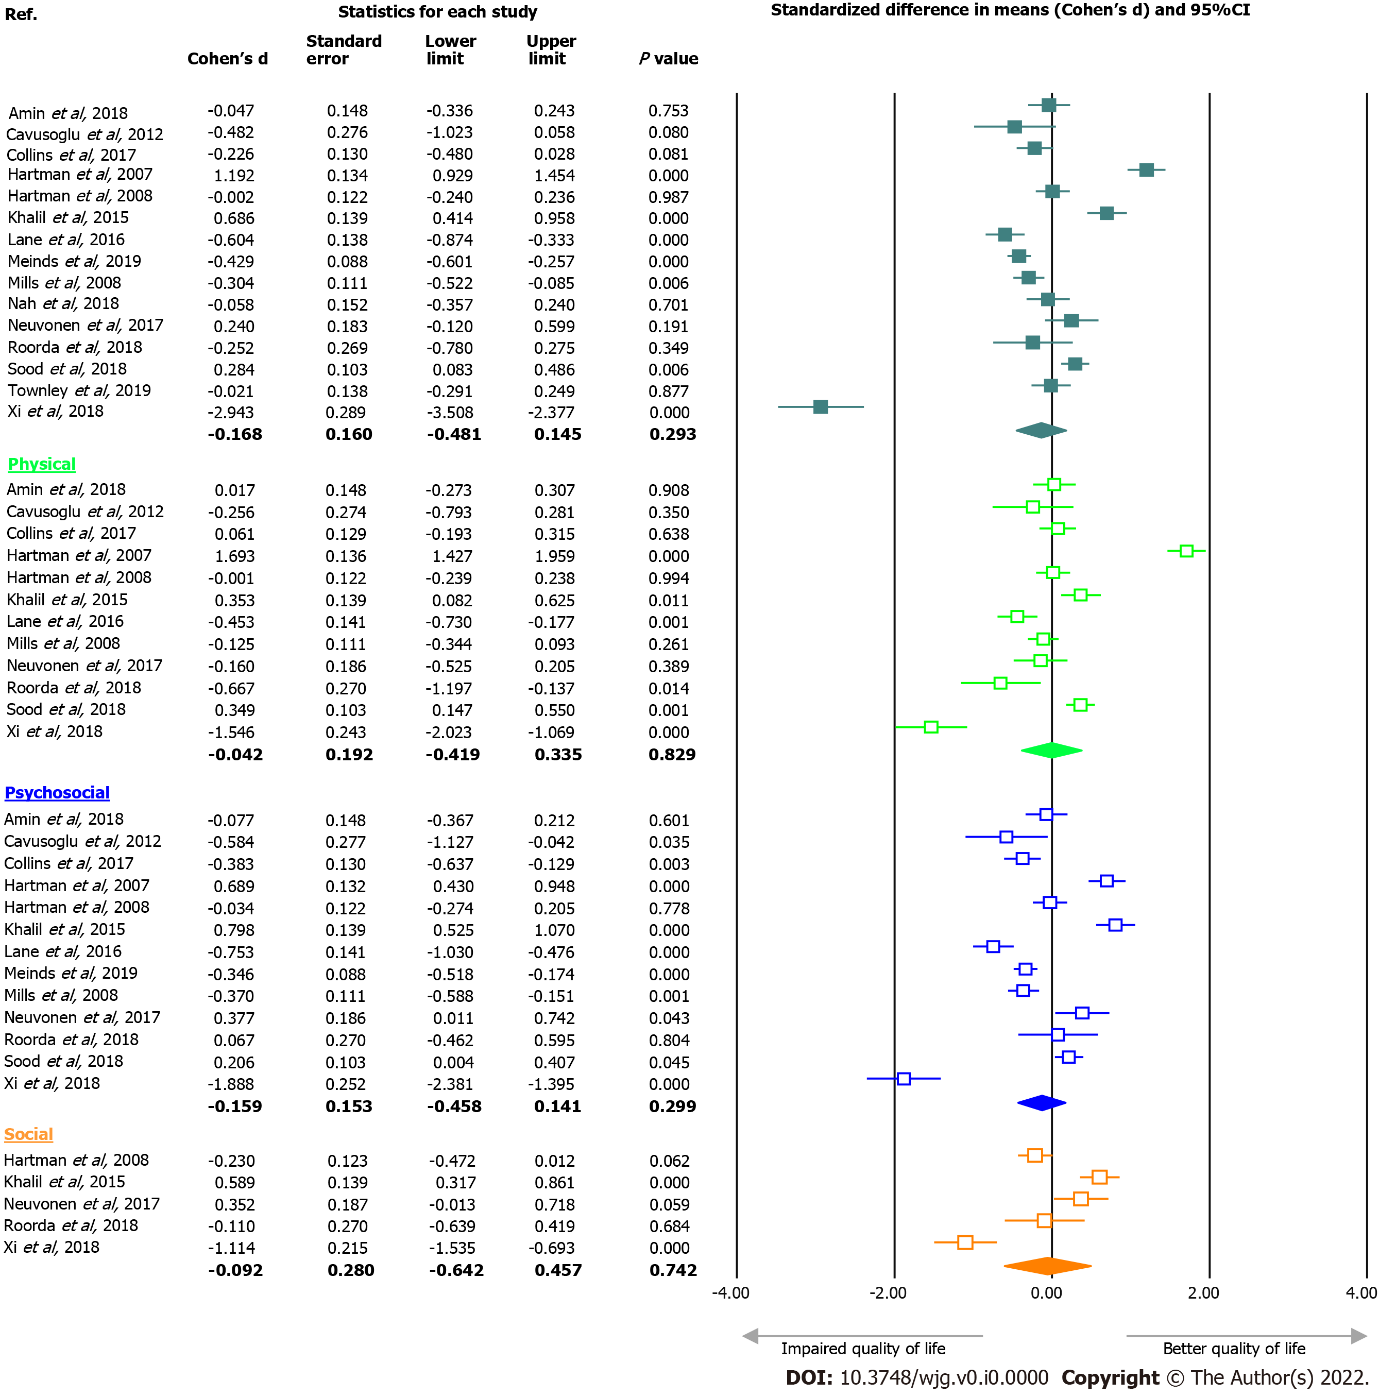 Ref. Statistics for each study Standardized difference in means (Cohen's d) and 95%CI
Cohen's d Standard error Lower limit Upper limit P value
Amin et al, 2018 -0.047 0.148 -0.336 0.243 0.753
Cavusoglu et al, 2012 -0.482 0.276 -1.023 0.058 0.080
Collins et al, 2017 -0.226 0.130 -0.480 0.028 0.081
Hartman et al, 2007 1.192 0.134 0.929 1.454 0.000
Hartman et al, 2008 -0.002 0.122 -0.240 0.236 0.987
Khalil et al, 2015 0.686 0.139 0.414 0.958 0.000
Lane et al, 2016 -0.604 0.138 -0.874 -0.333 0.000
Meinds et al, 2019 -0.429 0.088 -0.601 -0.257 0.000
Mills et al, 2008 -0.304 0.111 -0.522 -0.085 0.006
Nah et al, 2018 -0.058 0.152 -0.357 0.240 0.701
Neuvonen et al, 2017 0.240 0.183 -0.120 0.599 0.191
Roorda et al, 2018 -0.252 0.269 -0.780 0.275 0.349
Sood et al, 2018 0.284 0.103 0.083 0.486 0.006
Townley et al, 2019 -0.021 0.138 -0.291 0.249 0.877
Xi et al, 2018 -2.943 0.289 -3.508 -2.377 0.000
-0.168 0.160 -0.481 0.145 0.293
Physical
Amin et al, 2018 0.017 0.148 -0.273 0.307 0.908
Cavusoglu et al, 2012 -0.256 0.274 -0.793 0.281 0.350
Collins et al, 2017 0.061 0.129 -0.193 0.315 0.638
Hartman et al, 2007 1.693 0.136 1.427 1.959 0.000
Hartman et al, 2008 -0.001 0.122 -0.239 0.238 0.994
Khalil et al, 2015 0.353 0.139 0.082 0.625 0.011
Lane et al, 2016 -0.453 0.141 -0.730 -0.177 0.001
Mills et al, 2008 -0.125 0.111 -0.344 0.093 0.261
Neuvonen et al, 2017 -0.160 0.186 -0.525 0.205 0.389
Roorda et al, 2018 -0.667 0.270 -1.197 -0.137 0.014
Sood et al, 2018 0.349 0.103 0.147 0.550 0.001
Xi et al, 2018 -1.546 0.243 -2.023 -1.069 0.000
-0.042 0.192 -0.419 0.335 0.829
Psychosocial
Amin et al, 2018 -0.077 0.148 -0.367 0.212 0.601
Cavusoglu et al, 2012 -0.584 0.277 -1.127 -0.042 0.035
Collins et al, 2017 -0.383 0.130 -0.637 -0.129 0.003
Hartman et al, 2007 0.689 0.132 0.430 0.948 0.000
Hartman et al, 2008 -0.034 0.122 -0.274 0.205 0.778
Khalil et al, 2015 0.798 0.139 0.525 1.070 0.000
Lane et al, 2016 -0.753 0.141 -1.030 -0.476 0.000
Meinds et al, 2019 -0.346 0.088 -0.518 -0.174 0.000
Mills et al, 2008 -0.370 0.111 -0.588 -0.151 0.001
Neuvonen et al, 2017 0.377 0.186 0.011 0.742 0.043
Roorda et al, 2018 0.067 0.270 -0.462 0.595 0.804
Sood et al, 2018 0.206 0.103 0.004 0.407 0.045
Xi et al, 2018 -1.888 0.252 -2.381 -1.395 0.000
-0.159 0.153 -0.458 0.141 0.299
Social
Hartman et al, 2008 -0.230 0.123 -0.472 0.012 0.062
Khalil et al, 2015 0.589 0.139 0.317 0.861 0.000
Neuvonen et al, 2017 0.352 0.187 -0.013 0.718 0.059
Roorda et al, 2018 -0.110 0.270 -0.639 0.419 0.684
Xi et al, 2018 -1.114 0.215 -1.535 -0.693 0.000
-0.092 0.280 -0.642 0.457 0.742
-4.00 -2.00 0.00 2.00 4.00
Impaired quality of life Better quality of life
DOI: 10.3748/wjg.v0.i0.0000 Copyright © The Author(s) 2022.